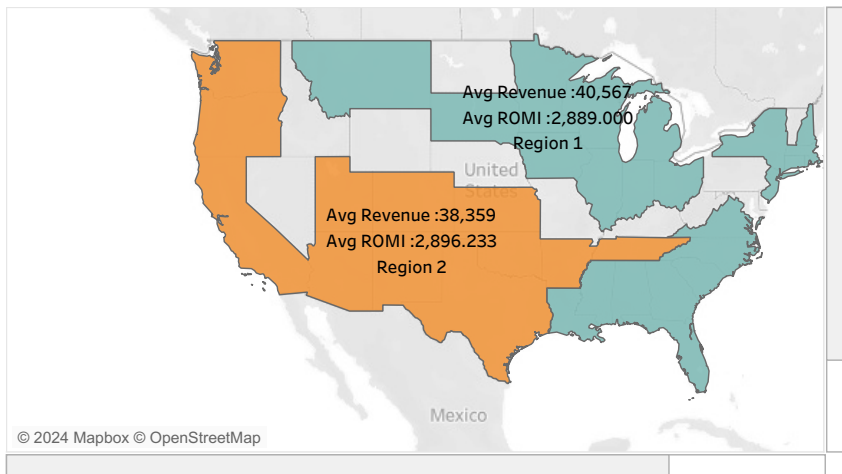 Avg Revenue :40,567
Avg ROMI :2,889.000
Region 1
United
States
Avg Revenue :38,359
Avg ROMI :2,896.233
Region 2
Mexico
© 2024 Mapbox © OpenStreetMap